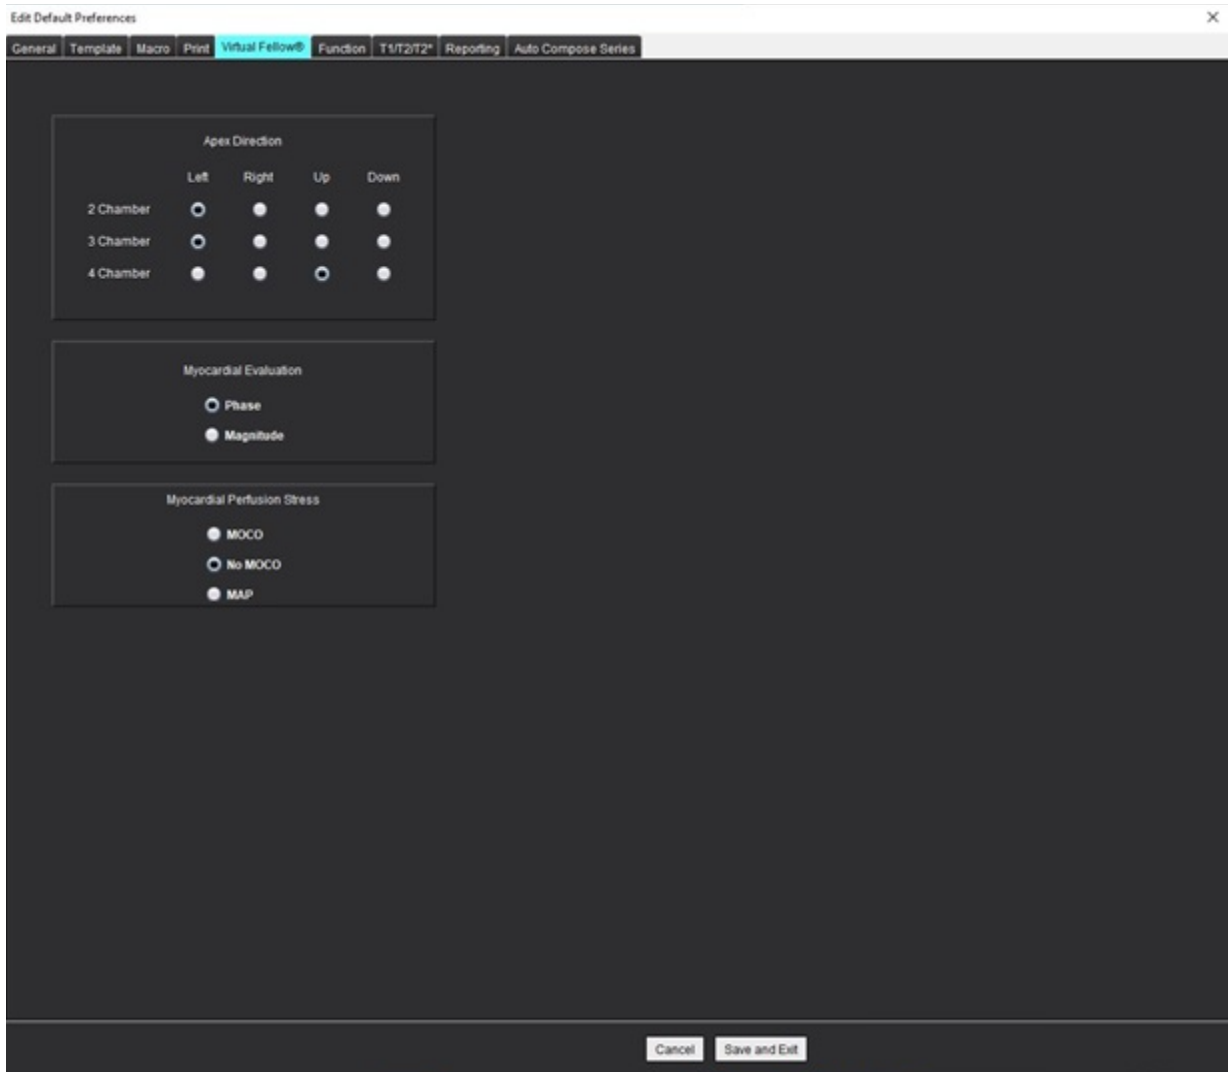 Edit Default Preferences
General Template Macro Print Virtual Fellow® Function T1/T2/T2* Reporting Auto Compose Series
Apex Direction
Left Right Up Down
2 Chamber
3 Chamber
4 Chamber
Myocardial Evaluation
Phase
Magnitude
Myocardial Perfusion Stress
MOCO
No MOCO
MAP
Cancel Save and Exit